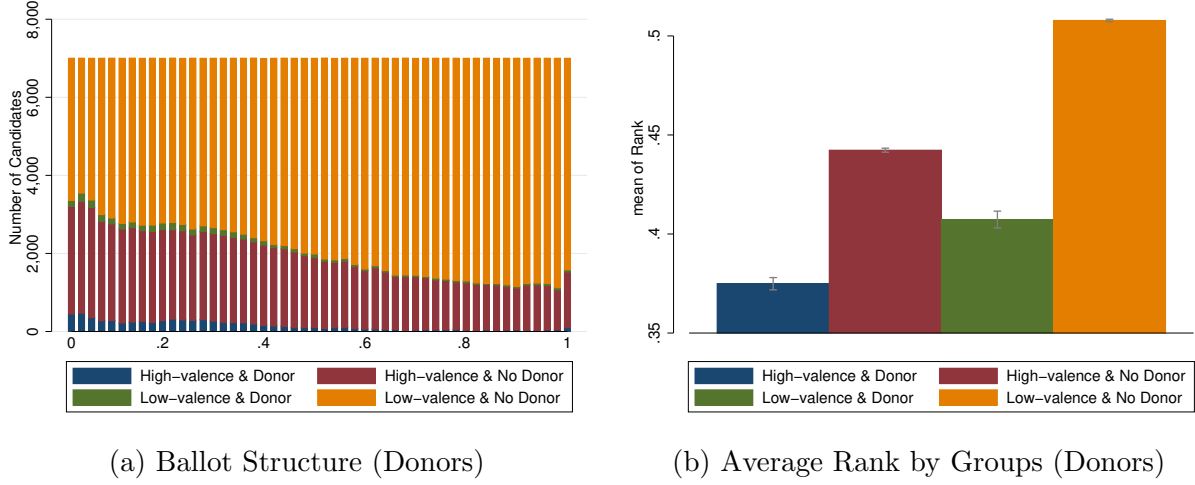 8,000
6,000
4,000
2,000
0
Number of Candidates
0 .2 .4 .6 .8 1
High−valence & Donor High−valence & No Donor
Low−valence & Donor Low−valence & No Donor
(a) Ballot Structure (Donors)
.5
.45
.4
.35
mean of Rank
High−valence & Donor High−valence & No Donor
Low−valence & Donor Low−valence & No Donor
(b) Average Rank by Groups (Donors)